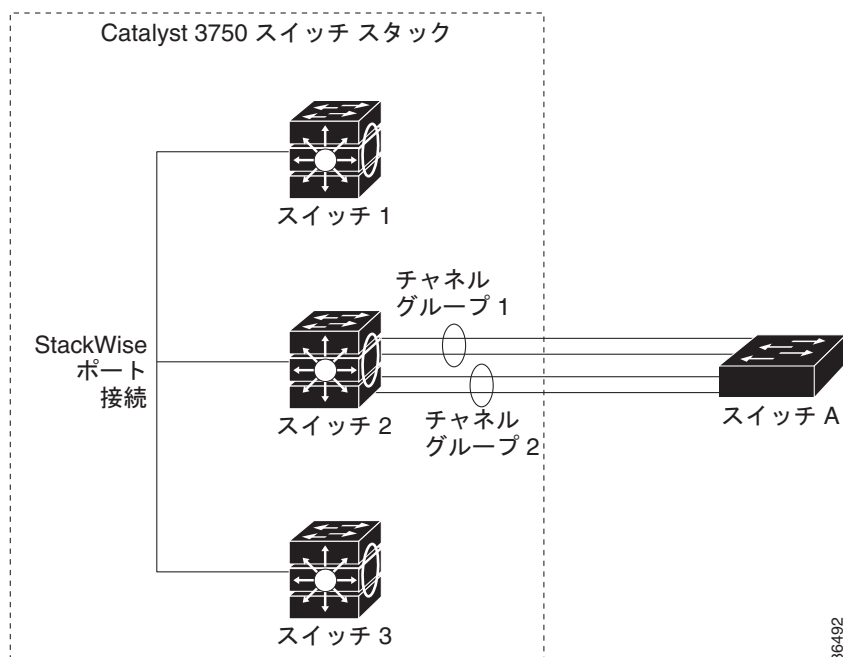 Catalyst 3750 スイッチ スタック
スイッチ 1
チャネル
グループ 1
StackWise
ポート
接続
スイッチ 2
チャネル
グループ 2
スイッチ A
スイッチ 3
86492